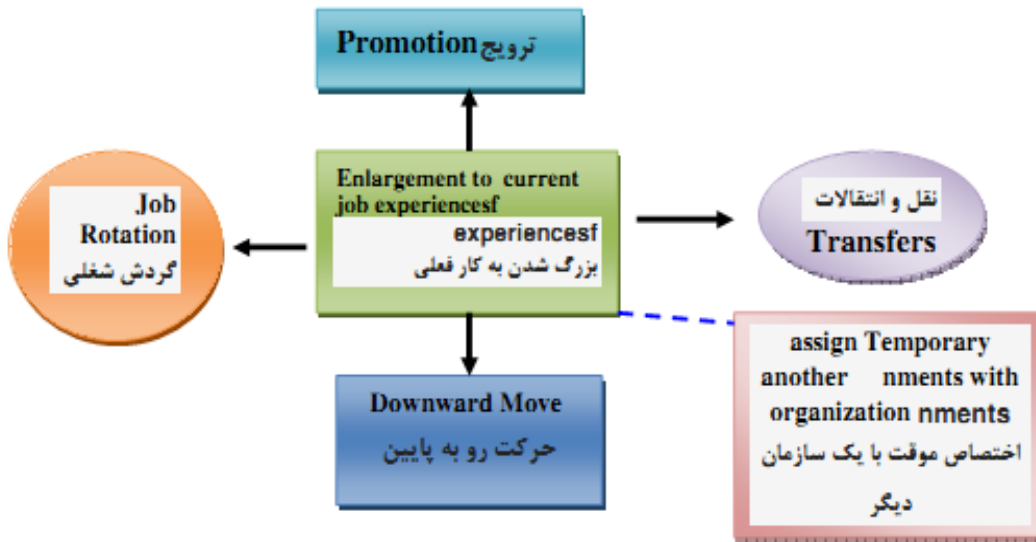 Promotion ترویج
Enlargement to current
job experiencesf
experiencesf
بزرگ شدن به کار فعلی
Job
Rotation
گردش شغلی
نقل و انتقالات
Transfers
Downward Move
حرکت رو به پایین
assign Temporary
another nments with
organization nments
اختصاص موقت با یک سازمان
دیگر